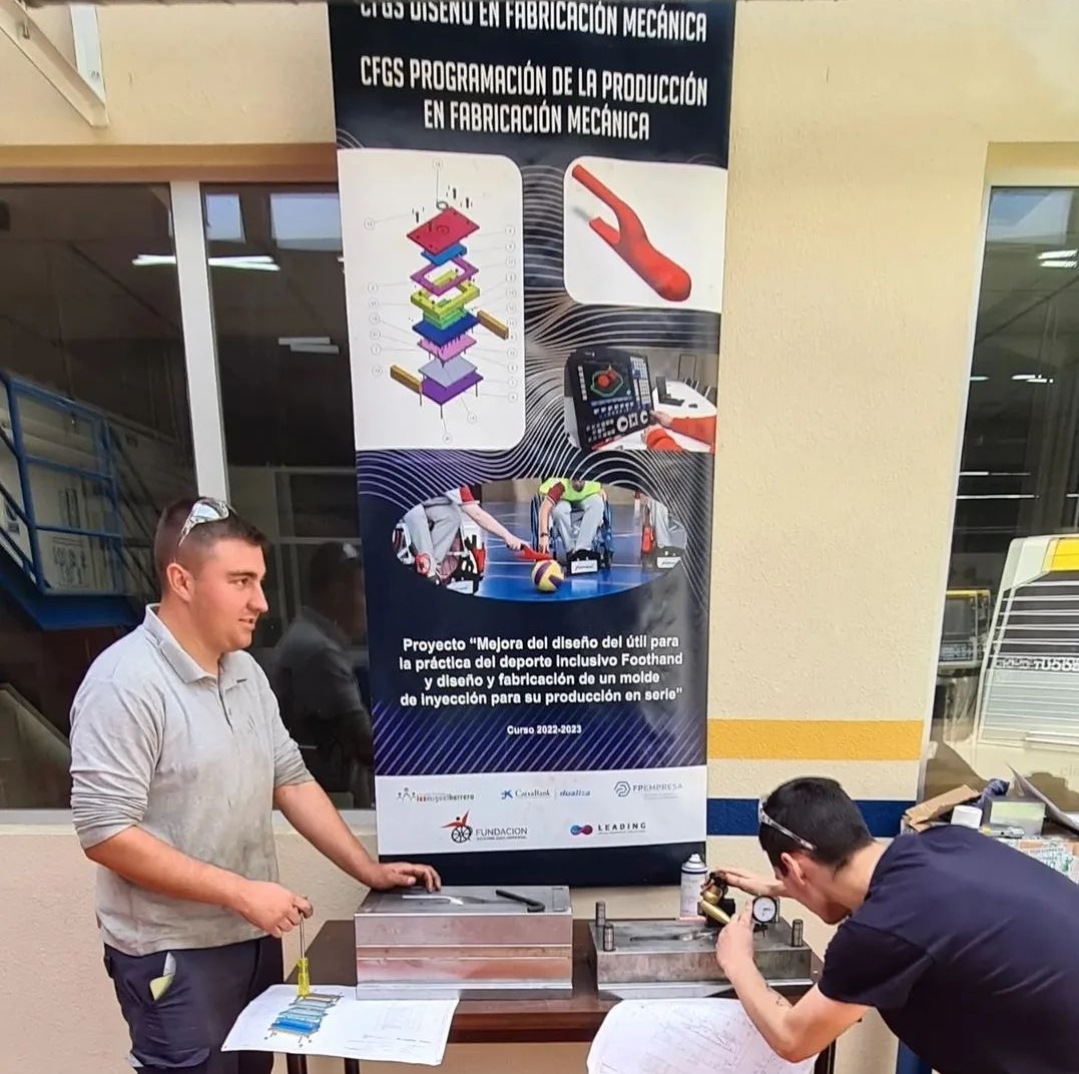 CFGS DISEÑO EN FABRICACIÓN MECÁNICA
CFGS PROGRAMACIÓN DE LA PRODUCCIÓN
EN FABRICACIÓN MECÁNICA
Proyecto "Mejora del diseño del útil para
la práctica del deporte inclusivo Foothand
y diseño y fabricación de un molde
de inyección para su producción en serie"
Curso 2022-2023
iesmiguelherrero
CaixaBank dualiza
FPEMPRESA
FUNDACION
LEADING